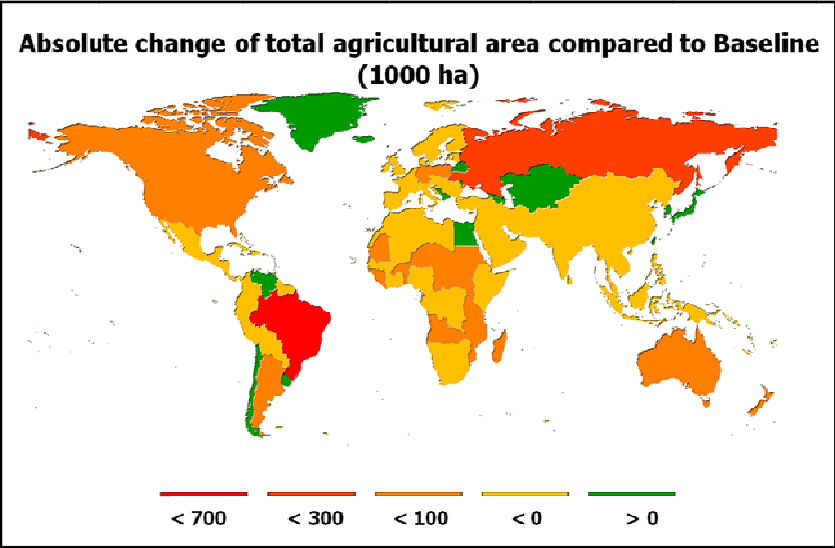 Absolute change of total agricultural area compared to Baseline
(1000 ha)
< 700 < 300 < 100 < 0 > 0